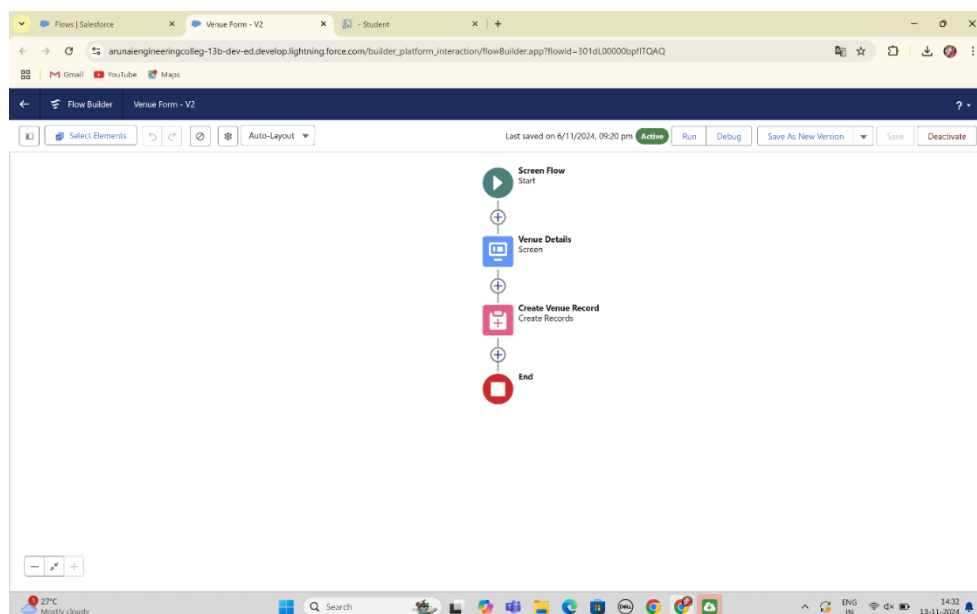 Flows | Salesforce
Venue Form - V2
- Student
arunaiengineeringcolleg-13b-dev-ed.develop.lightning.force.com/builder_platform_interaction/flowBuilder.app?flowId=301dL00000bpflTQAQ
Gmail YouTube Maps
Flow Builder Venue Form - V2 ?
Select Elements Auto-Layout Last saved on 6/11/2024, 09:20 pm Active Run Debug Save As New Version Save Deactivate
Screen Flow
Start
Venue Details
Screen
Create Venue Record
Create Records
End
27°C
Mostly cloudy
Search
DELL
ENG
IN
14:32
13-11-2024